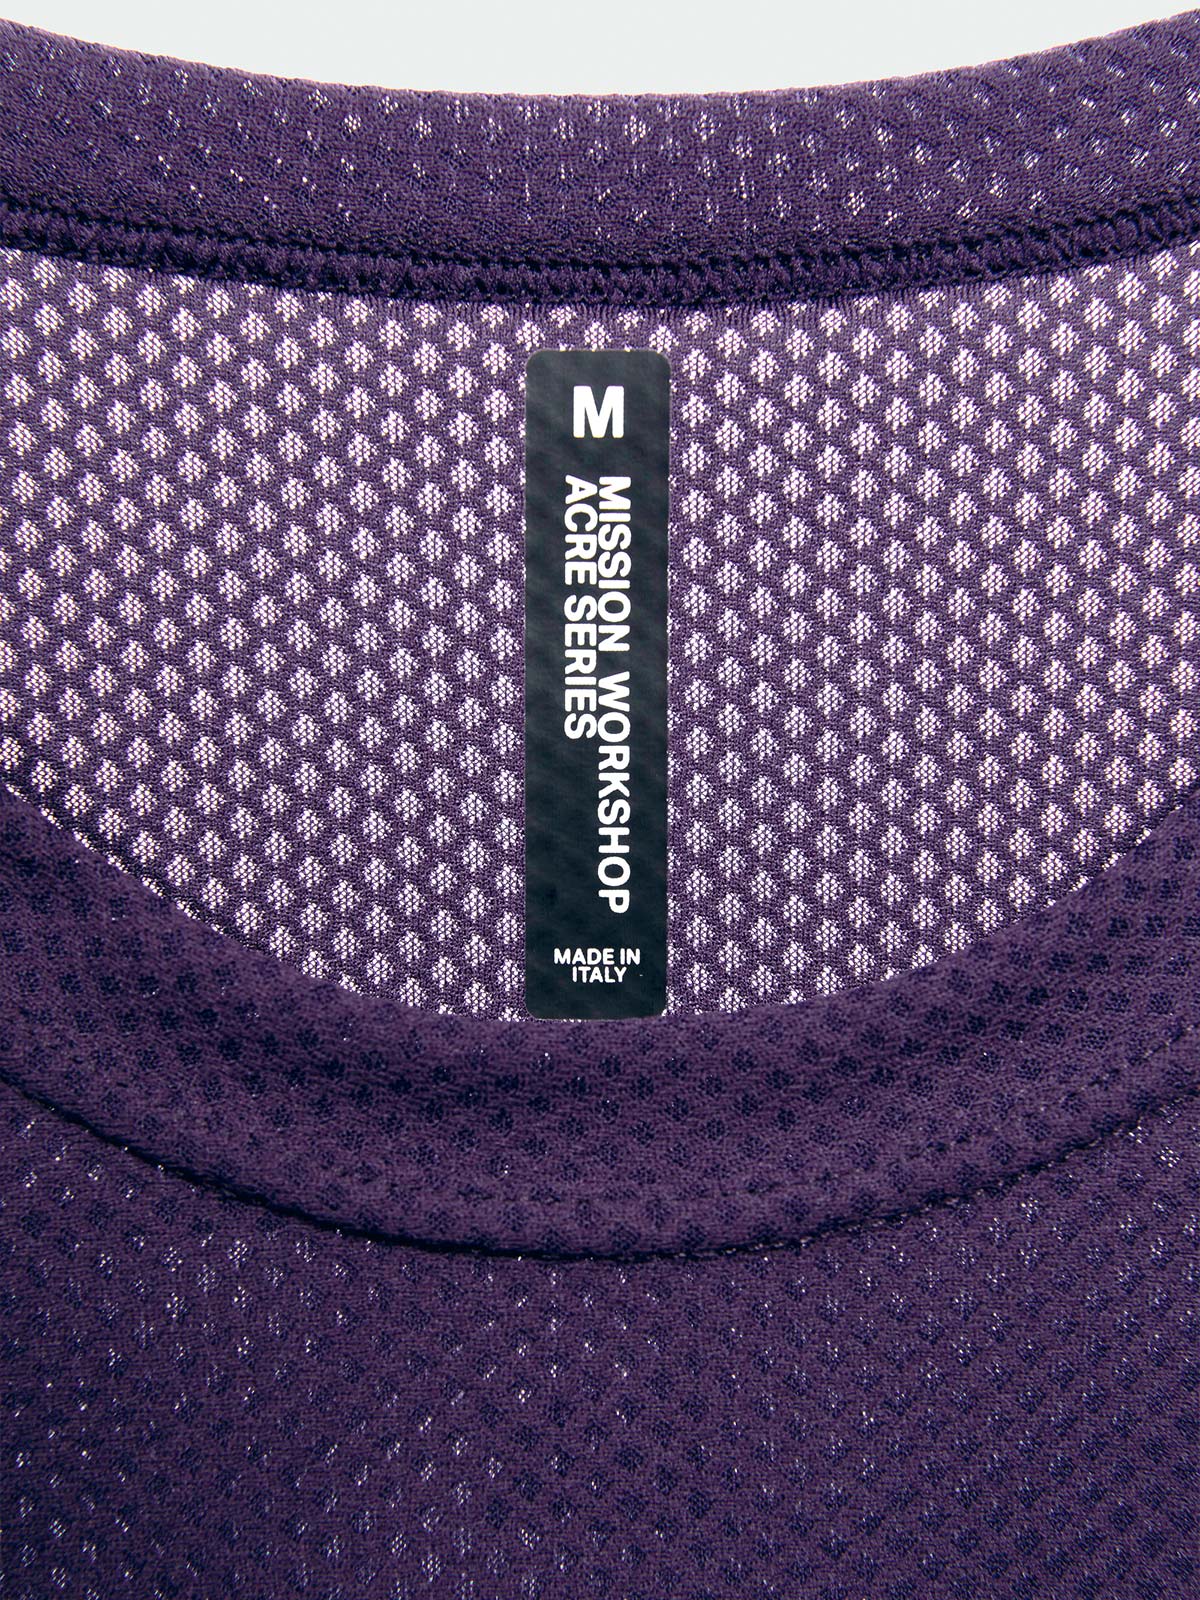 M
MISSION WORKSHOP
ACRE SERIES
MADE IN
ITALY